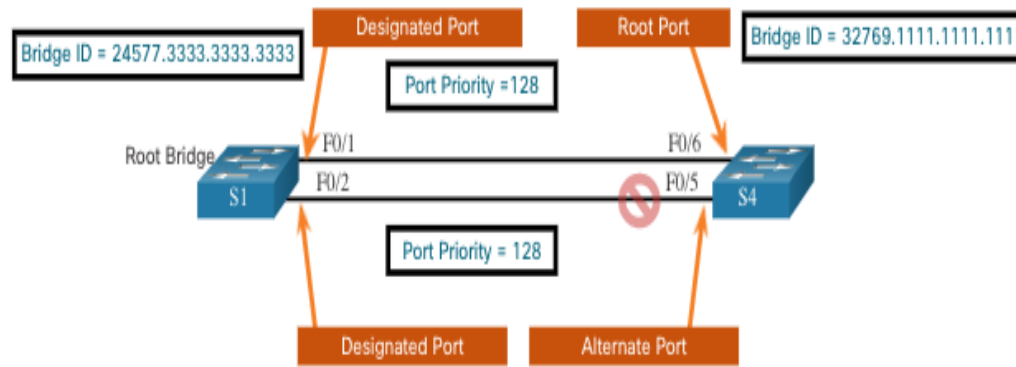 Designated Port
Root Port
Bridge ID = 24577.3333.3333.3333
Bridge ID = 32769.1111.1111.111
Port Priority =128
Root Bridge
F0/1
F0/6
F0/2
F0/5
S1
S4
Port Priority = 128
Designated Port
Alternate Port